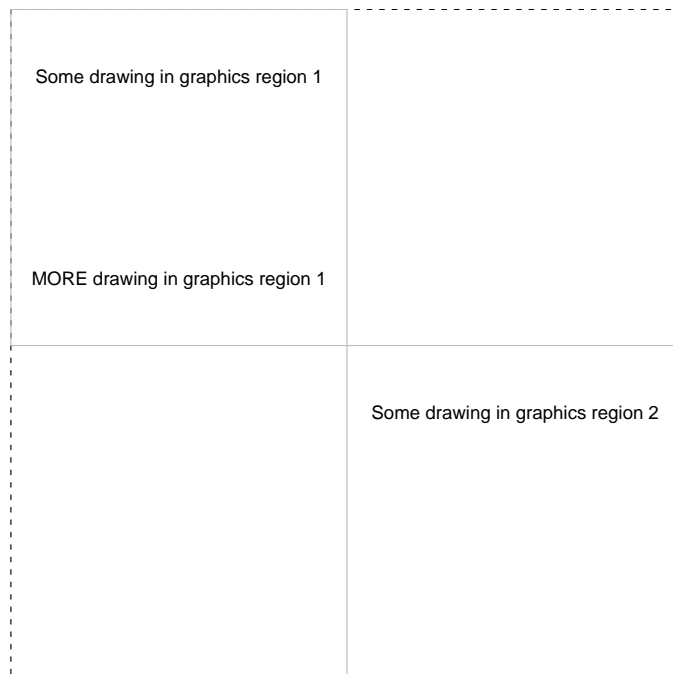 Some drawing in graphics region 1
MORE drawing in graphics region 1
Some drawing in graphics region 2